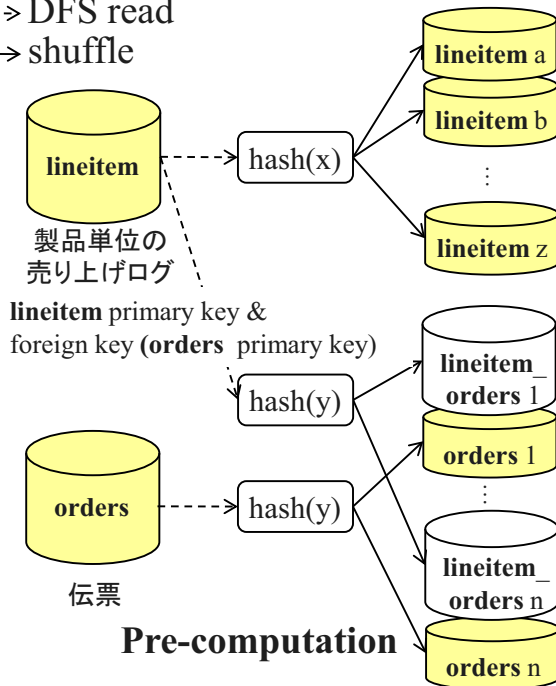 DFS read
shuffle
lineitem
製品単位の
売り上げログ
hash(x)
lineitem a
lineitem b
⋮
lineitem z
lineitem primary key &
foreign key (orders primary key)
hash(y)
lineitem_
orders 1
orders 1
⋮
orders
伝票
hash(y)
lineitem_
orders n
orders n
Pre-computation